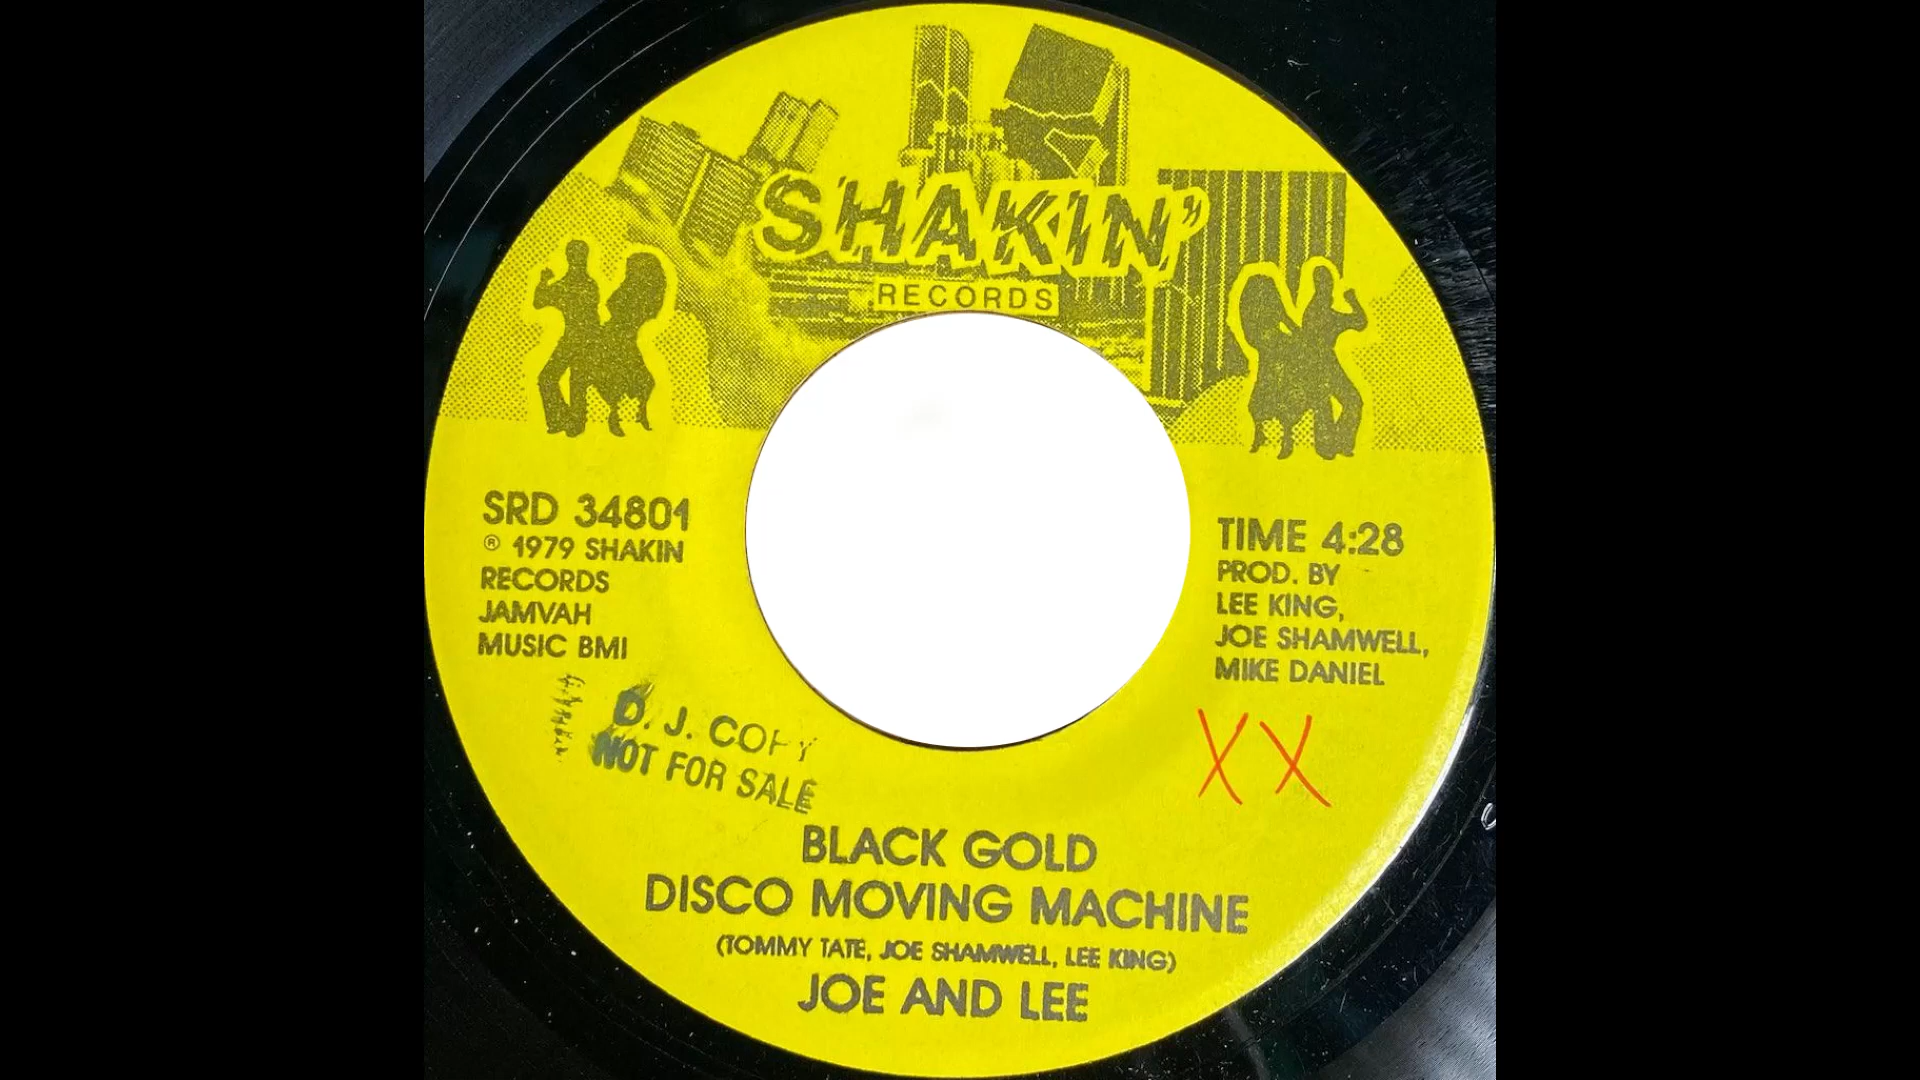 SHAKIN'
RECORDS
SRD 34801
℗ 1979 SHAKIN
RECORDS
JAMVAH
MUSIC BMI
TIME 4:28
PROD. BY
LEE KING,
JOE SHAMWELL,
MIKE DANIEL
D. J. COPY
NOT FOR SALE
XX
BLACK GOLD
DISCO MOVING MACHINE
(TOMMY TATE, JOE SHAMWELL, LEE KING)
JOE AND LEE